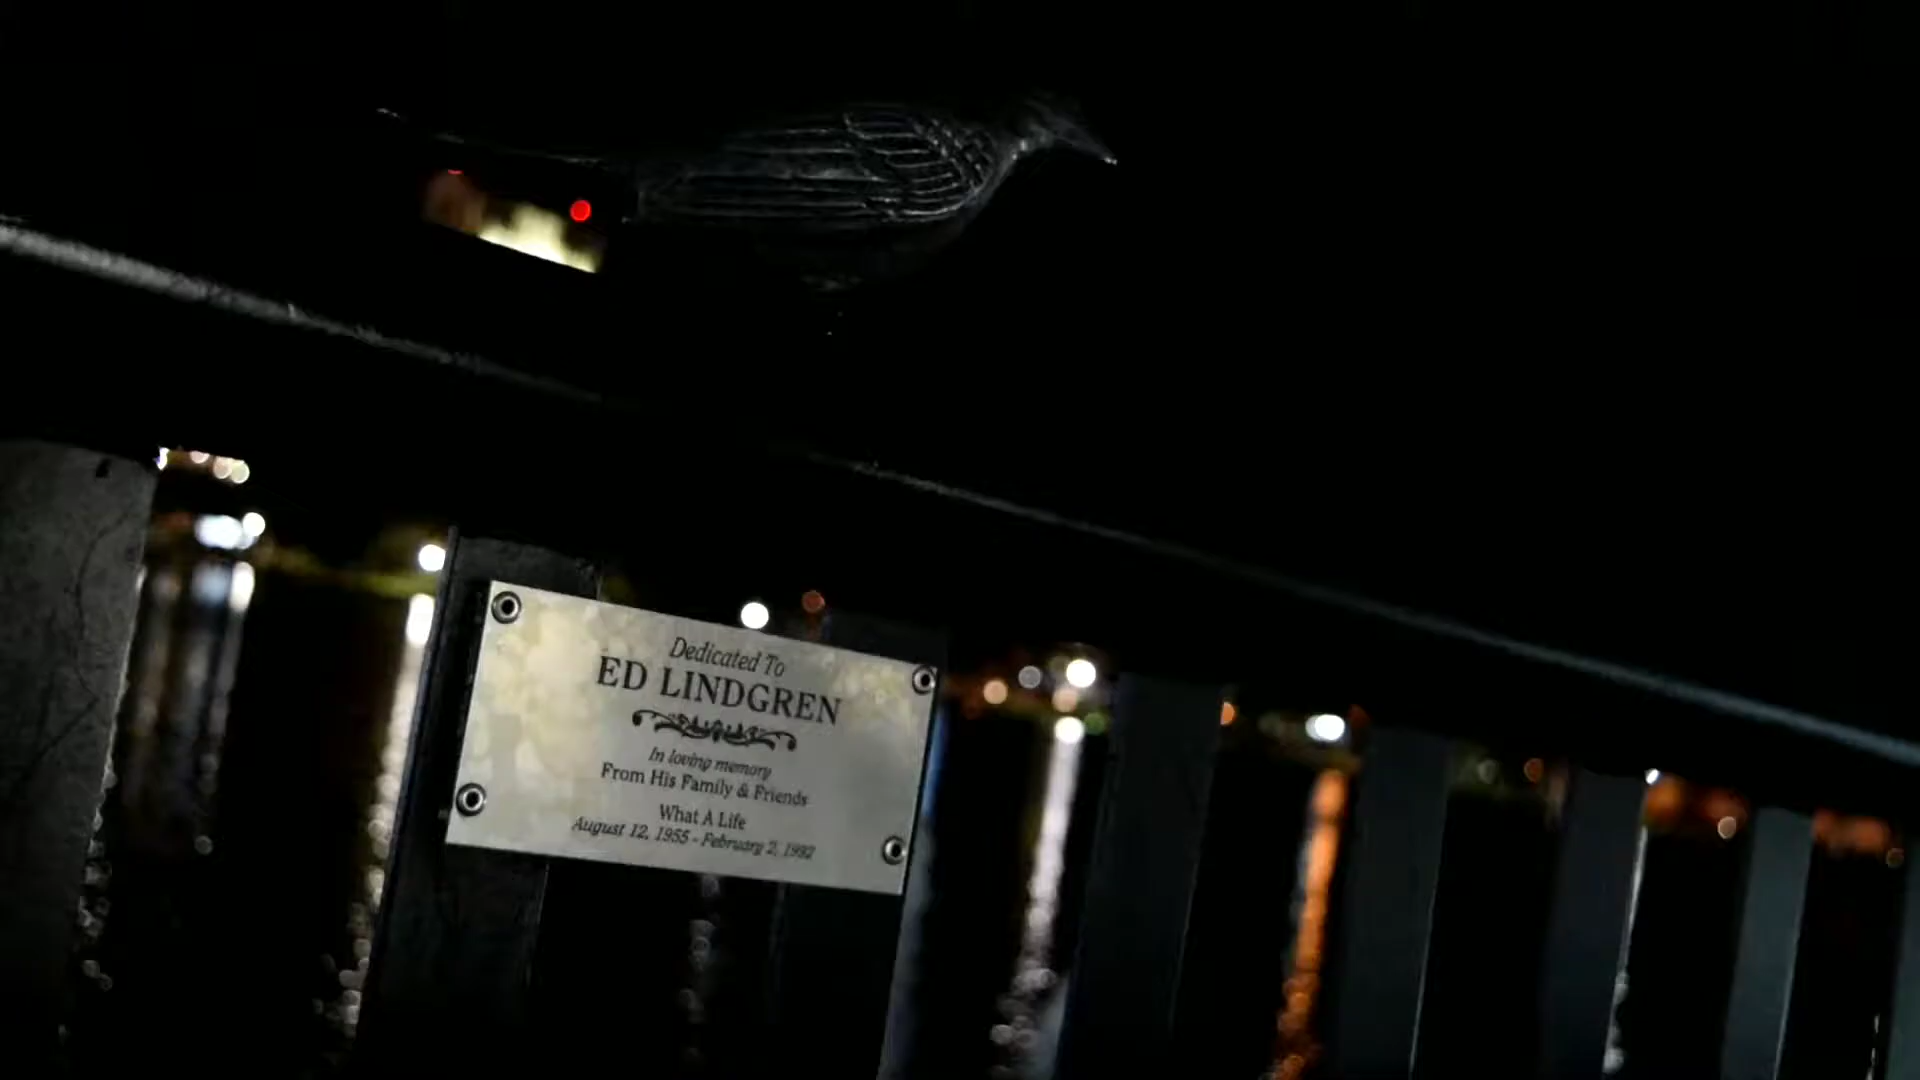 Dedicated To
ED LINDGREN
In loving memory
From His Family & Friends
What A Life
August 12, 1955 - February 2, 1992